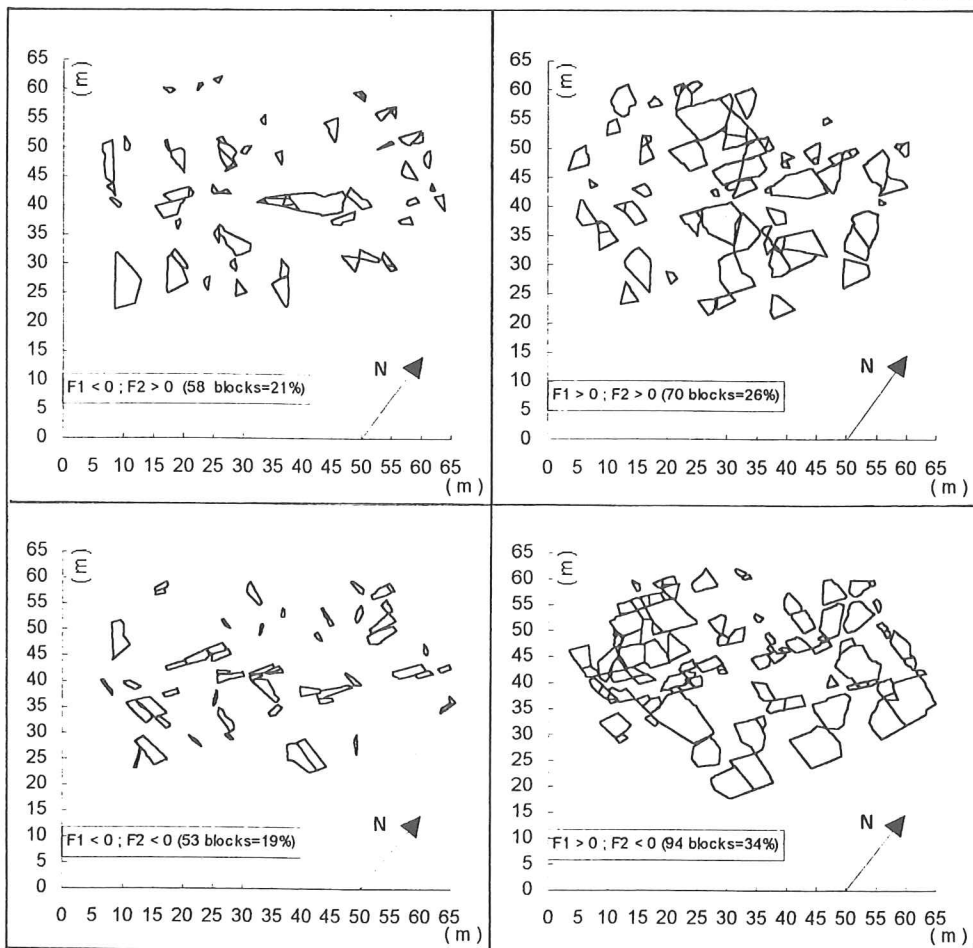 65
(m)
60
55
50
45
40
35
30
25
20
15
10
5
0
N
F1 < 0 ; F2 > 0 (58 blocks=21%)
0 5 10 15 20 25 30 35 40 45 50 55 60 65
(m)
65
(m)
60
55
50
45
40
35
30
25
20
15
10
5
0
N
F1 > 0 ; F2 > 0 (70 blocks=26%)
0 5 10 15 20 25 30 35 40 45 50 55 60 65
(m)
65
(m)
60
55
50
45
40
35
30
25
20
15
10
5
0
N
F1 < 0 ; F2 < 0 (53 blocks=19%)
0 5 10 15 20 25 30 35 40 45 50 55 60 65
(m)
65
(m)
60
55
50
45
40
35
30
25
20
15
10
5
0
N
F1 > 0 ; F2 < 0 (94 blocks=34%)
0 5 10 15 20 25 30 35 40 45 50 55 60 65
(m)